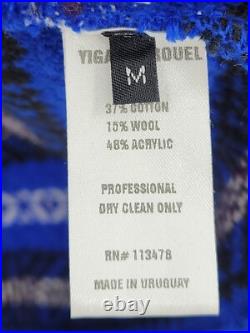 YIGA ROUEL
M
37% COTTON
15% WOOL
48% ACRYLIC
PROFESSIONAL
DRY CLEAN ONLY
RN# 113478
MADE IN URUGUAY